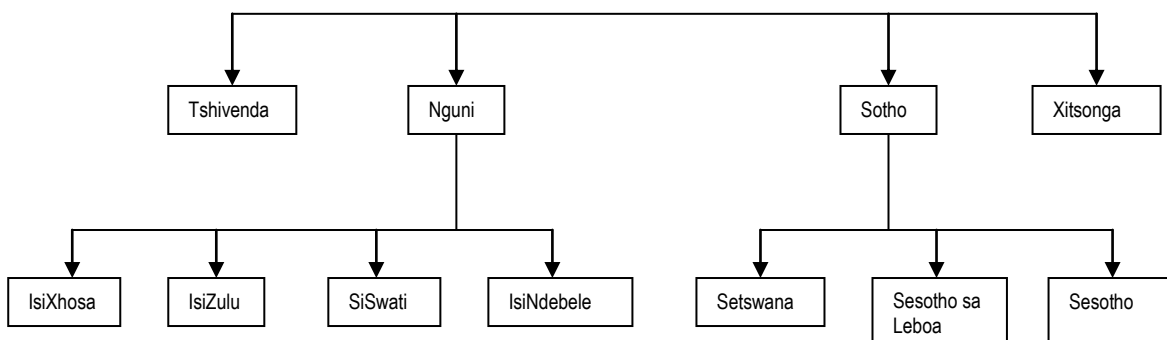 Tshivenda
Nguni
Sotho
Xitsonga
IsiXhosa
IsiZulu
SiSwati
IsiNdebele
Setswana
Sesotho sa
Leboa
Sesotho